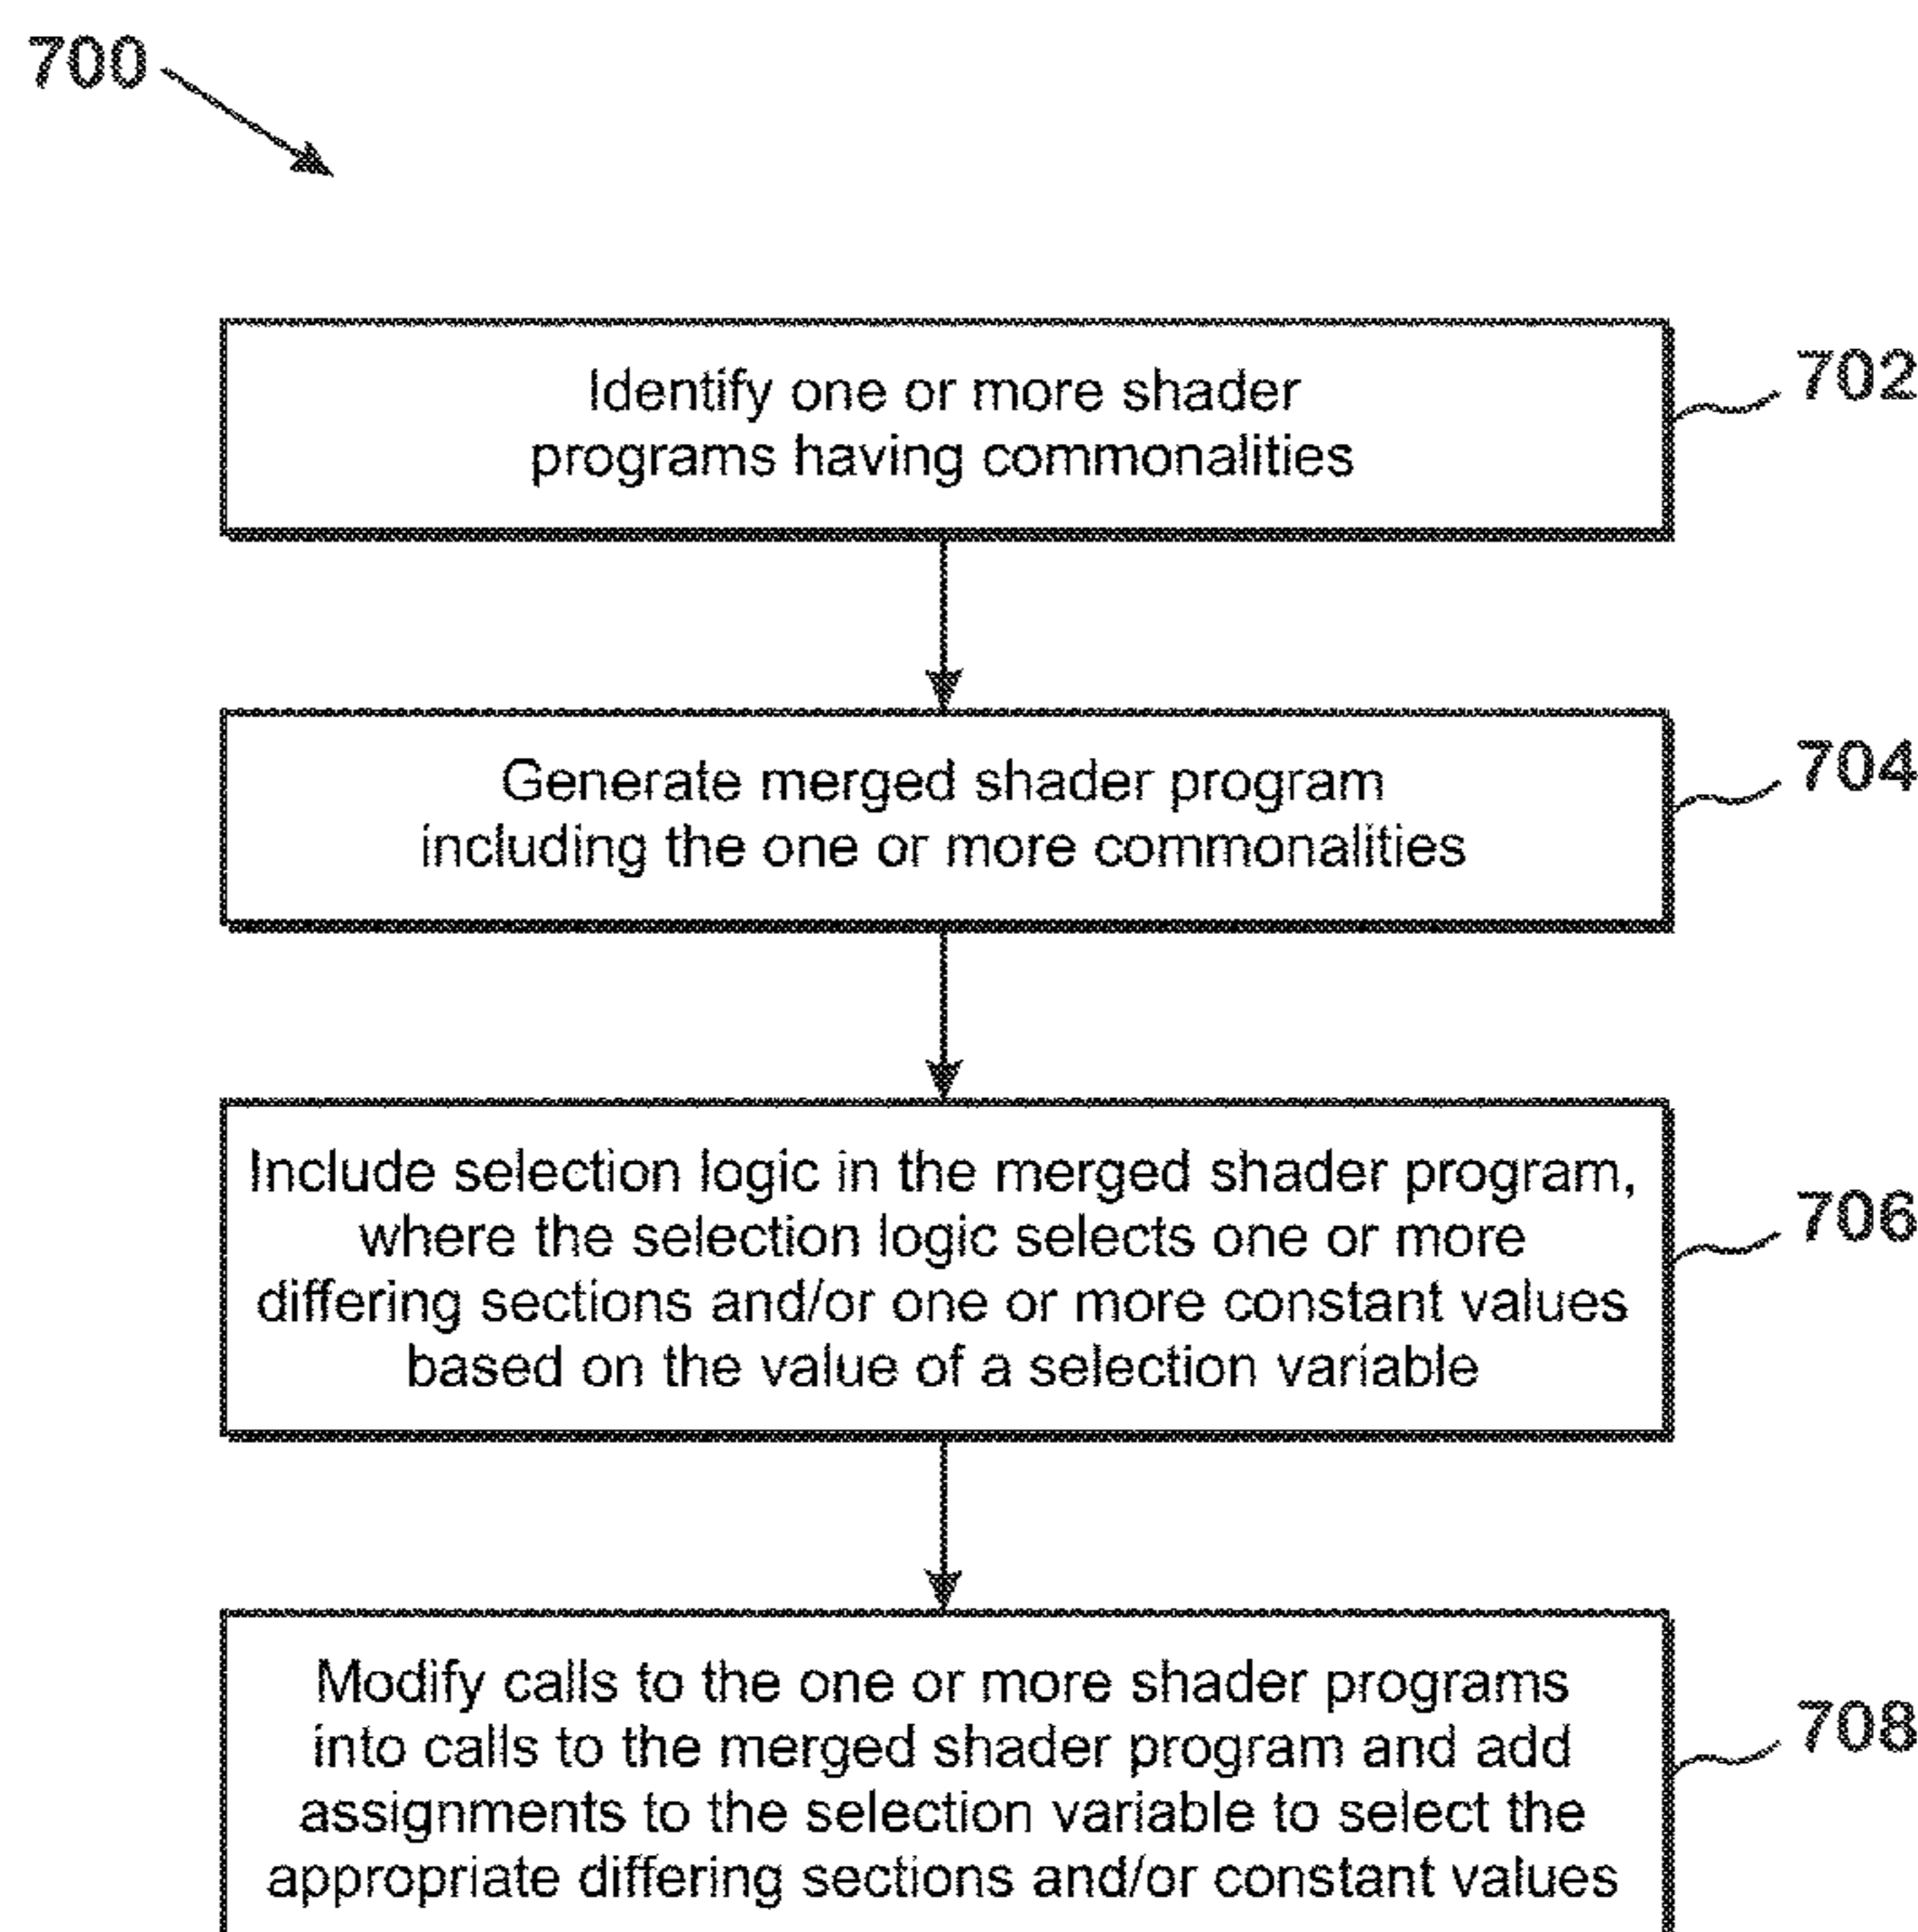 700
Identify one or more shader
programs having commonalities
702
Generate merged shader program
including the one or more commonalities
704
Include selection logic in the merged shader program,
where the selection logic selects one or more
differing sections and/or one or more constant values
based on the value of a selection variable
706
Modify calls to the one or more shader programs
into calls to the merged shader program and add
assignments to the selection variable to select the
appropriate differing sections and/or constant values
708